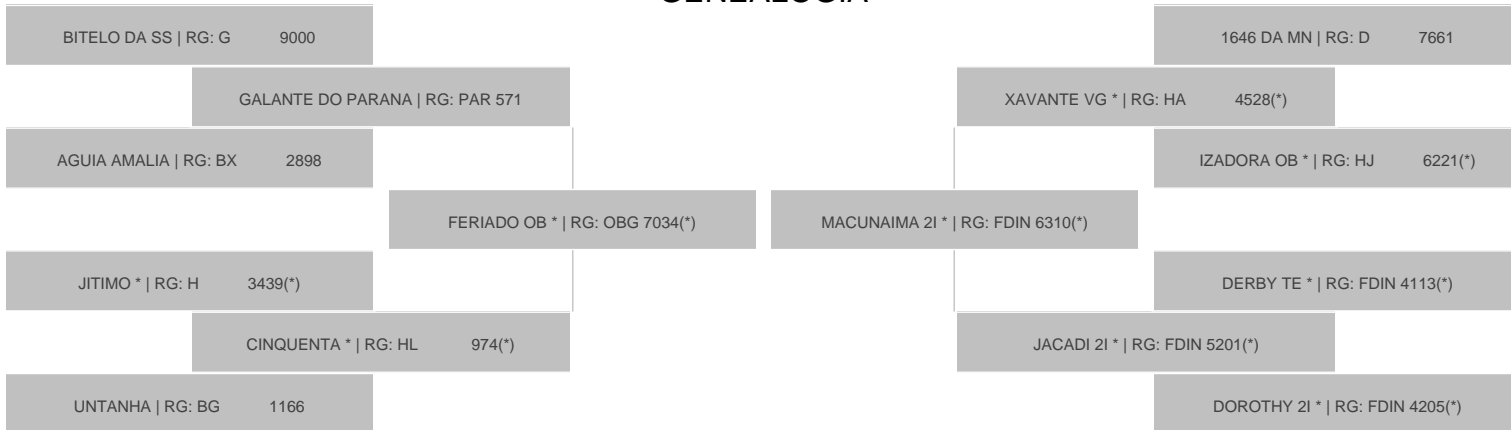 BITELO DA SS | RG: G 9000
1646 DA MN | RG: D 7661
GALANTE DO PARANA | RG: PAR 571
XAVANTE VG * | RG: HA 4528(*)
AGUIA AMALIA | RG: BX 2898
IZADORA OB * | RG: HJ 6221(*)
FERIADO OB * | RG: OBG 7034(*)
MACUNAIMA 2I * | RG: FDIN 6310(*)
JITIMO * | RG: H 3439(*)
DERBY TE * | RG: FDIN 4113(*)
CINQUENTA * | RG: HL 974(*)
JACADI 2I * | RG: FDIN 5201(*)
UNTANHA | RG: BG 1166
DOROTHY 2I * | RG: FDIN 4205(*)